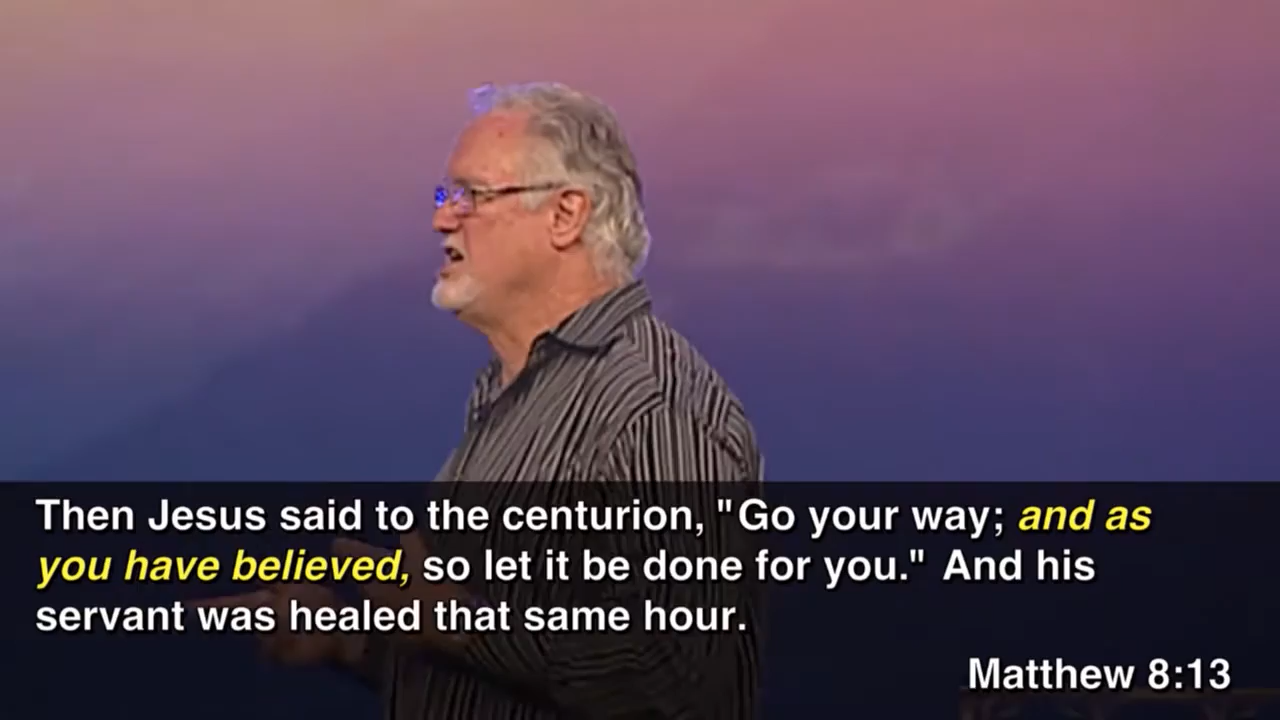 Then Jesus said to the centurion, "Go your way; and as
you have believed, so let it be done for you." And his
servant was healed that same hour.
Matthew 8:13